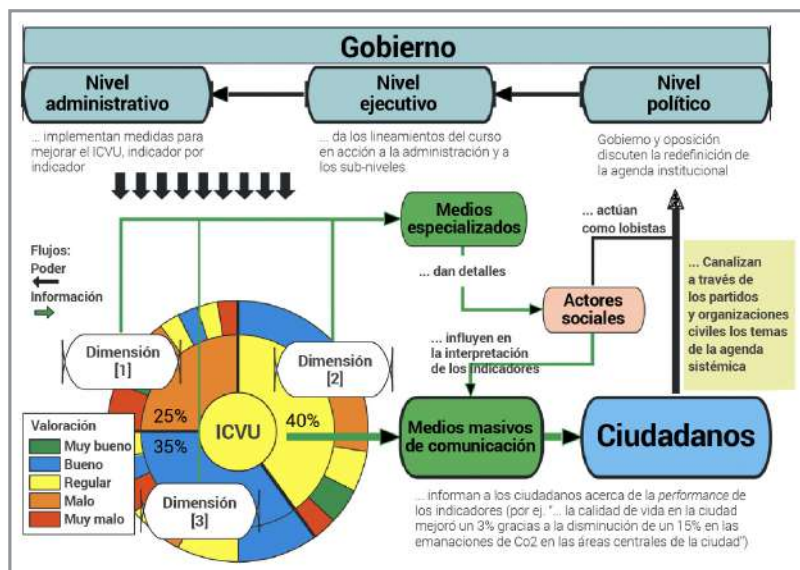 Gobierno
Nivel
administrativo
Nivel
ejecutivo
Nivel
político
... implementan medidas para
mejorar el ICVU, indicador por
indicador
... da los lineamientos del curso
en acción a la administración y a
los sub-niveles
Gobierno y oposición
discuten la redefinición de
la agenda institucional
Medios
especializados
... actúan
como lobistas
Flujos:
Poder
Información
... dan detalles
Actores
sociales
... Canalizan
a través de
los partidos
y organizaciones
civiles los temas
de la agenda
sistémica
... influyen en
la interpretación
de los indicadores
Dimensión
[1]
Dimensión
[2]
25%
35%
ICVU
40%
Dimensión
[3]
Valoración
Muy bueno
Bueno
Regular
Malo
Muy malo
Medios masivos
de comunicación
Ciudadanos
... informan a los ciudadanos acerca de la performance de
los indicadores (por ej. "... la calidad de vida en la ciudad
mejoró un 3% gracias a la disminución de un 15% en las
emanaciones de Co2 en las áreas centrales de la ciudad")